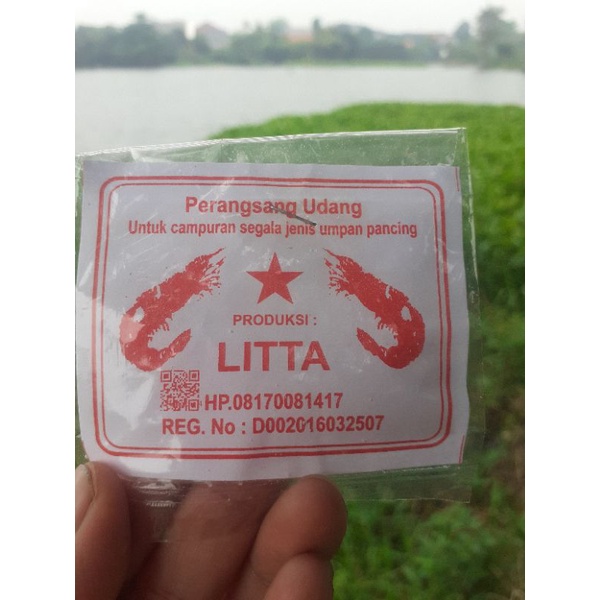 Perangsang Udang
Untuk campuran segala jenis umpan pancing
PRODUKSI :
LITTA
HP.08170081417
REG. No : D002016032507